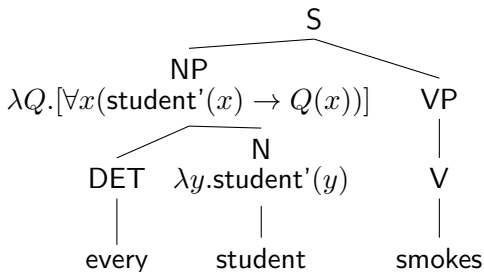 S
NP
λQ.[∀x(student'(x) → Q(x))] VP
N
DET λy.student'(y) V
every student smokes